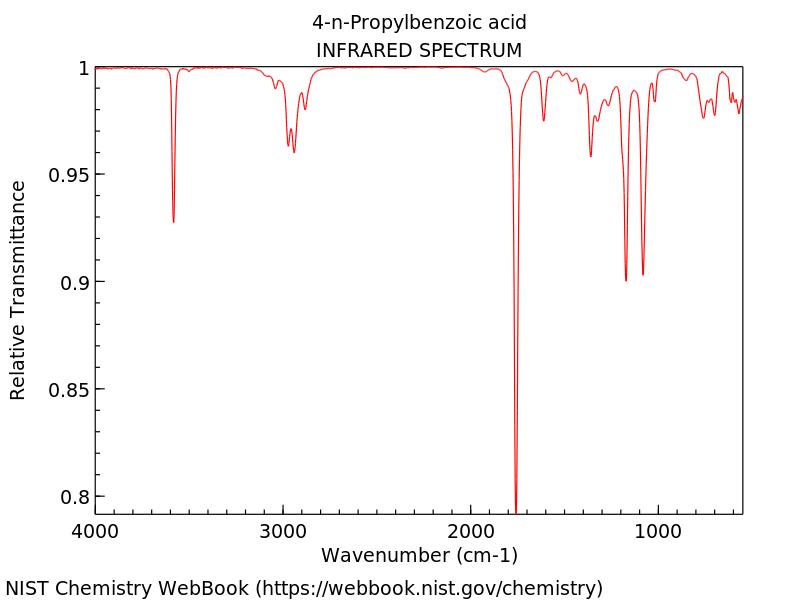 4-n-Propylbenzoic acid
INFRARED SPECTRUM
1
0.95
0.9
0.85
0.8
Relative Transmittance
4000 3000 2000 1000
Wavenumber (cm-1)
NIST Chemistry WebBook (https://webbook.nist.gov/chemistry)